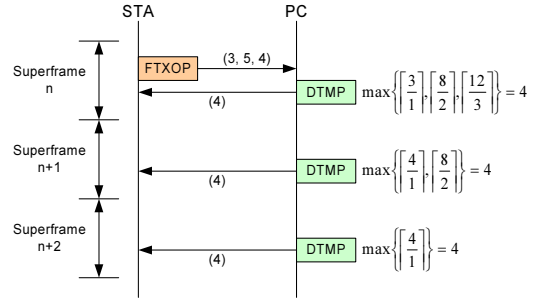 STA PC
Superframe
n
FTXOP (3, 5, 4)
(4) DTMP max{⌈3/1⌉,⌈8/2⌉,⌈12/3⌉} = 4
Superframe
n+1
(4) DTMP max{⌈4/1⌉,⌈8/2⌉} = 4
Superframe
n+2
(4) DTMP max{⌈4/1⌉} = 4